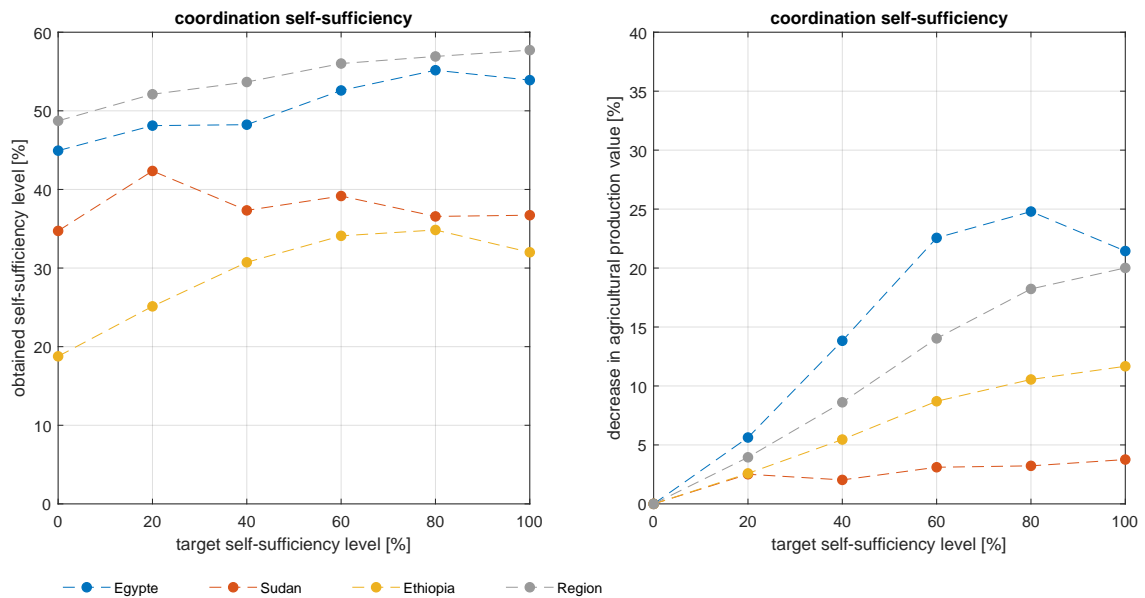 coordination self-sufficiency
60
50
40
30
20
10
0
0 20 40 60 80 100
obtained self-sufficiency level [%]
target self-sufficiency level [%]
coordination self-sufficiency
40
35
30
25
20
15
10
5
0
0 20 40 60 80 100
decrease in agricultural production value [%]
target self-sufficiency level [%]
Egypte Sudan Ethiopia Region